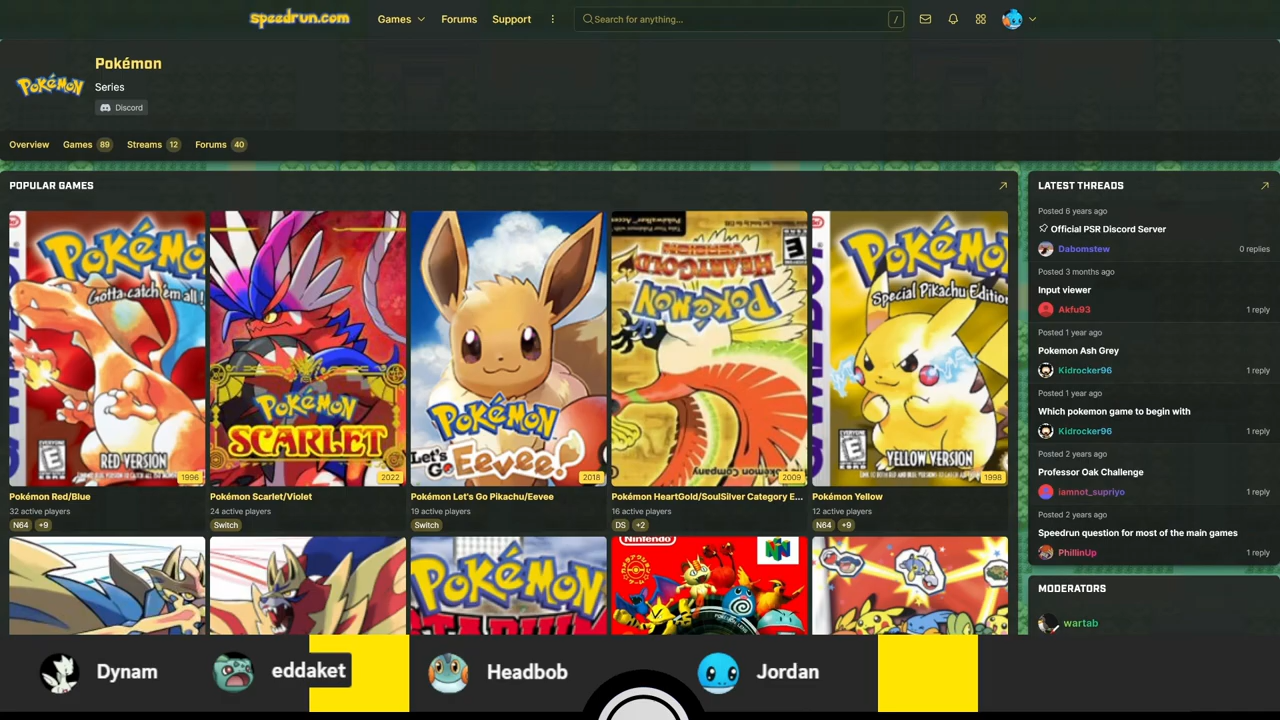 speedrun.com Games Forums Support Search for anything... /
Pokémon
POKéMON
Series
Discord
Overview Games 89 Streams 12 Forums 40
POPULAR GAMES
Pokémo
Gotta catch 'em all!
EVERYONE
E
RED VERSION
1996
Pokémon Red/Blue
32 active players
N64 +9
POKéMON
SCARLET
2022
Pokémon Scarlet/Violet
24 active players
Switch
POKéMON
Let's Go Eevee!
2018
Pokémon Let's Go Pikachu/Eevee
19 active players
Switch
E
HEARTGOLD
VERSION
POKéMON
2009
Pokémon HeartGold/SoulSilver Category E...
16 active players
DS +2
Pokémo
Special Pikachu Edition
E
YELLOW VERSION
1998
Pokémon Yellow
12 active players
N64 +9
POKéMON
Nintendo
N64
LATEST THREADS
Posted 6 years ago
Official PSR Discord Server
Dabomstew 0 replies
Posted 3 months ago
Input viewer
Akfu93 1 reply
Posted 1 year ago
Pokemon Ash Grey
Kidrocker96 1 reply
Posted 1 year ago
Which pokemon game to begin with
Kidrocker96 1 reply
Posted 2 years ago
Professor Oak Challenge
iamnot_supriyo 1 reply
Posted 2 years ago
Speedrun question for most of the main games
PhillinUp 1 reply
MODERATORS
wartab
Dynam eddaket Headbob Jordan